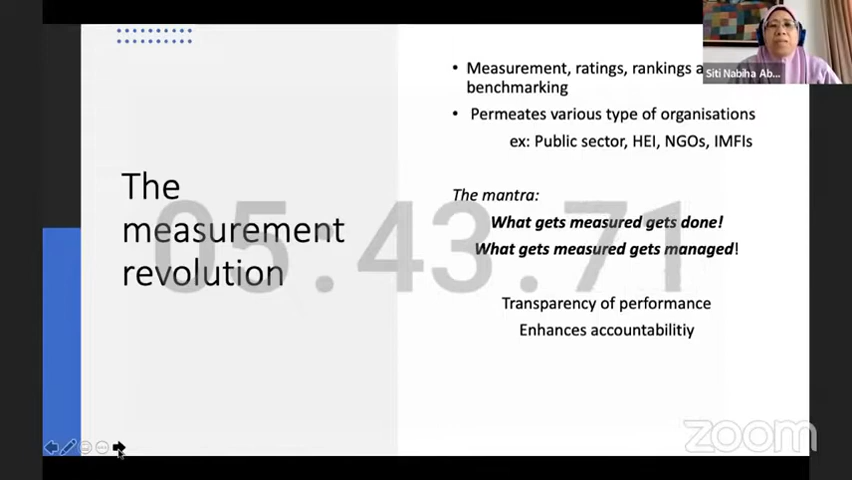 The
measurement
revolution
• Measurement, ratings, rankings a
benchmarking
• Permeates various type of organisations
ex: Public sector, HEI, NGOs, IMFIs
The mantra:
What gets measured gets done!
What gets measured gets managed!
Transparency of performance
Enhances accountabilitiy
05:43.71
Siti Nabiha Ab...
zoom